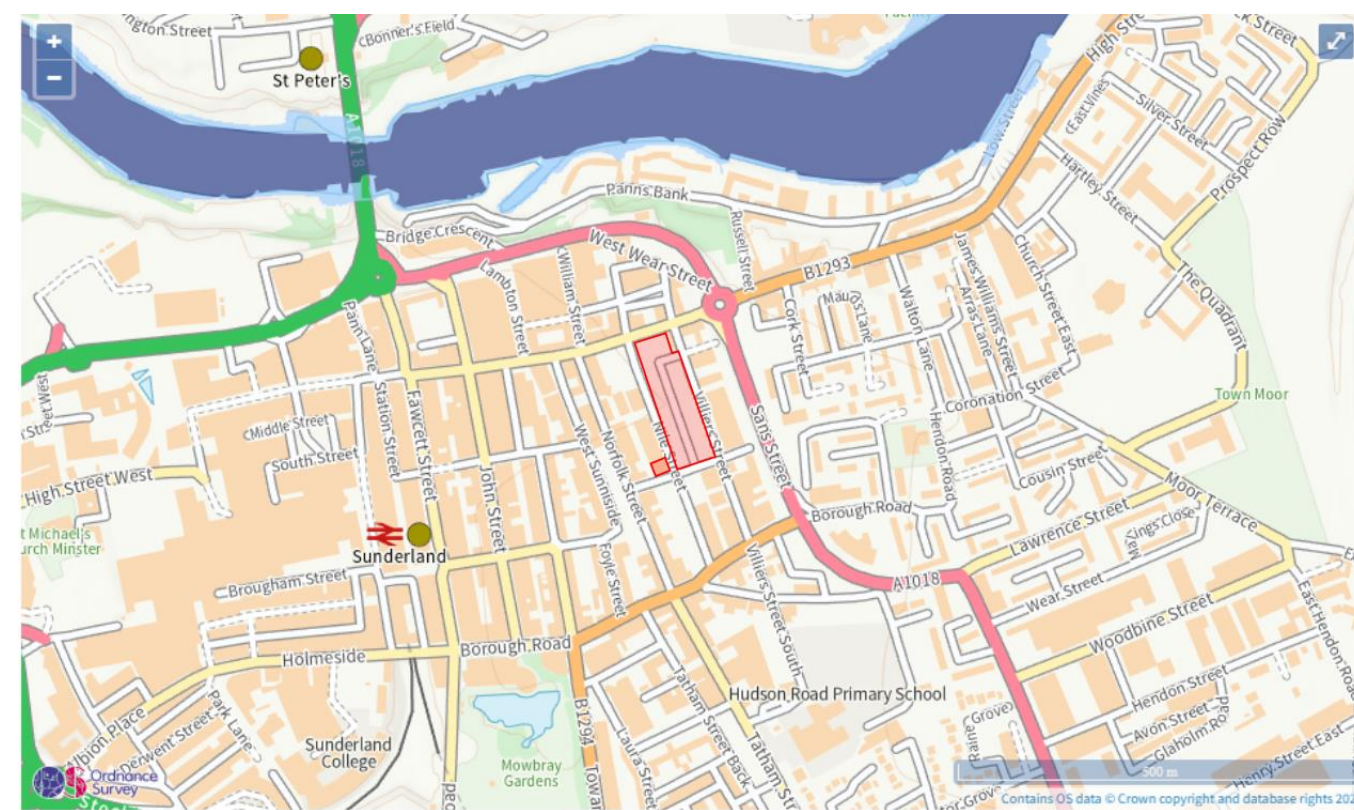 Bonner's Field
St Peter's
A1018
High Street
East Vines
Silver Street
Low Street
Hartley Street
Prospect Row
Panns Bank
Russell Street
Bridge Crescent
West Wear Street
William Street
Lambton Street
B1293
James Williams Street
Church Street East
The Quadrant
Mauds Lane
Cork Street
Walton Lane
Arras Lane
Pann Lane
Station Street
Fawcett Street
Middle Street
South Street
John Street
West Sunniside
Norfolk Street
Nile Street
Villiers Street
Sans Street
Coronation Street
Hendon Road
Town Moor
High Street West
Cousin Street
Moor Terrace
Borough Road
Lawrence Street
Kings Close
Sunderland
Brougham Street
Foyle Street
Villiers Street South
A1018
Wear Street
Woodbine Street
East Hendon Road
Holmeside
Borough Road
Hudson Road Primary School
Hendon Street
Albion Place
Derwent Street
Park Lane
Sunderland
College
Mowbray
Gardens
B1294
Laura Street
Tatham Street Back
Tatham Street
Avon Street
Henry Street East
Ordnance
Survey
500 m
Contains OS data © Crown copyright and database rights